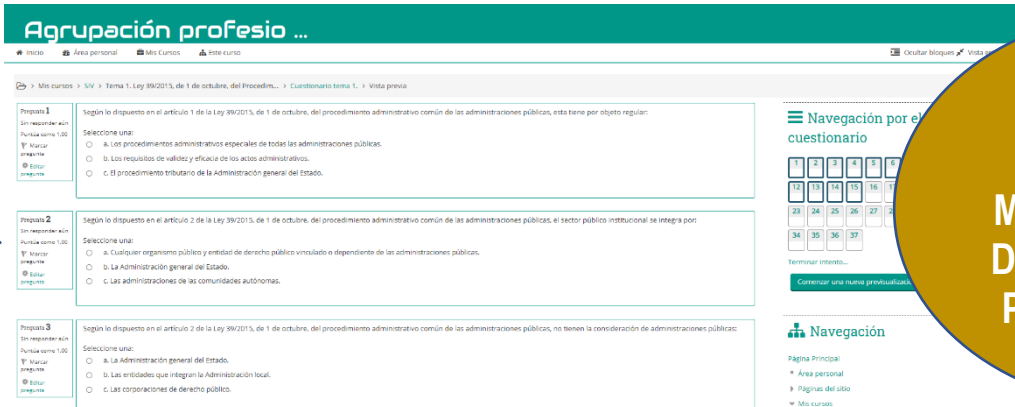 Agrupación profesio ...
Inicio Área personal Mis Cursos Este curso Ocultar bloques Vista
> Mis cursos > SIV > Tema 1. Ley 39/2015, de 1 de octubre, del Procedim... > Cuestionario tema 1. > Vista previa
Pregunta 1
Sin responder aún
Puntúa como 1,00
Marcar pregunta
Editar pregunta
Según lo dispuesto en el artículo 1 de la Ley 39/2015, de 1 de octubre, del procedimiento administrativo común de las administraciones públicas, esta tiene por objeto regular:
Seleccione una:
a. Los procedimientos administrativos especiales de todas las administraciones públicas.
b. Los requisitos de validez y eficacia de los actos administrativos.
c. El procedimiento tributario de la Administración general del Estado.
Pregunta 2
Sin responder aún
Puntúa como 1,00
Marcar pregunta
Editar pregunta
Según lo dispuesto en el artículo 2 de la Ley 39/2015, de 1 de octubre. del procedimiento administrativo común de las administraciones públicas, el sector público institucional se integra por:
Seleccione una:
a. Cualquier organismo público y entidad de derecho público vinculado o dependiente de las administraciones públicas.
b. La Administración general del Estado.
c. Las administraciones de las comunidades autónomas.
Pregunta 3
Sin responder aún
Puntúa como 1,00
Marcar pregunta
Editar pregunta
Según lo dispuesto en el artículo 2 de la Ley 39/2015, de 1 de octubre, del procedimiento administrativo común de las administraciones públicas, no tienen la consideración de administraciones públicas:
Seleccione una:
a. La Administración general del Estado.
b. Las entidades que integran la Administración local.
c. Las corporaciones de derecho público.
Navegación por el
cuestionario
1 2 3 4 5 6
12 13 14 15 16
23 24 25 26 27
34 35 36 37
Terminar intento...
Comenzar una nueva previsualizac
Navegación
Página Principal
Área personal
Páginas del sitio
Mis cursos
M
D